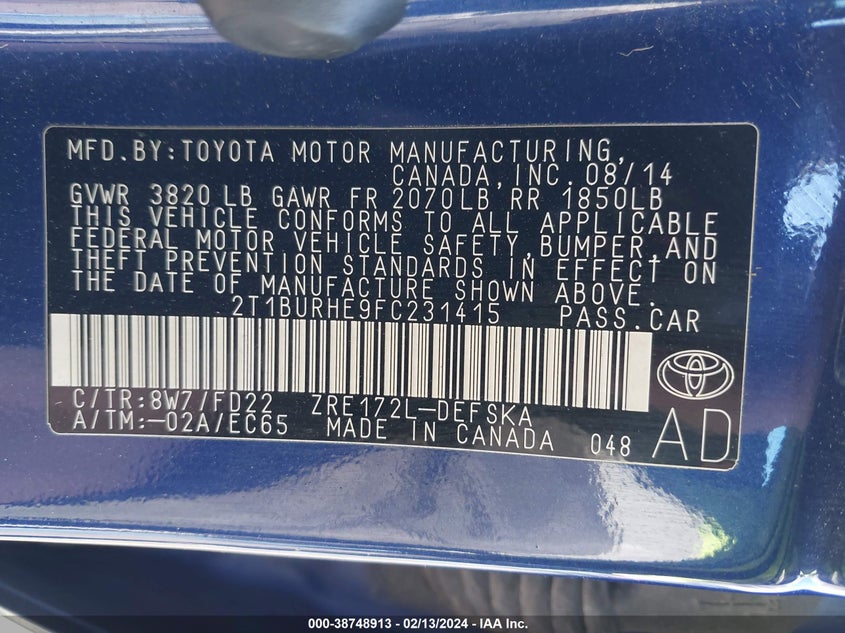 MFD.BY:TOYOTA MOTOR MANUFACTURING,
CANADA,INC. 08/14
GVWR 3820 LB GAWR FR 2070LB RR 1850LB
THIS VEHICLE CONFORMS TO ALL APPLICABLE
FEDERAL MOTOR VEHICLE SAFETY,BUMPER,AND
THEFT PREVENTION STANDARDS IN EFFECT ON
THE DATE OF MANUFACTURE SHOWN ABOVE.
2T1BURHE9FC231415 PASS.CAR
C/TR:8W7/FD22 ZRE172L-DEFSKA
A/TM:-02A/EC65 MADE IN CANADA 048 AD
000-38748913 - 02/13/2024 - IAA Inc.